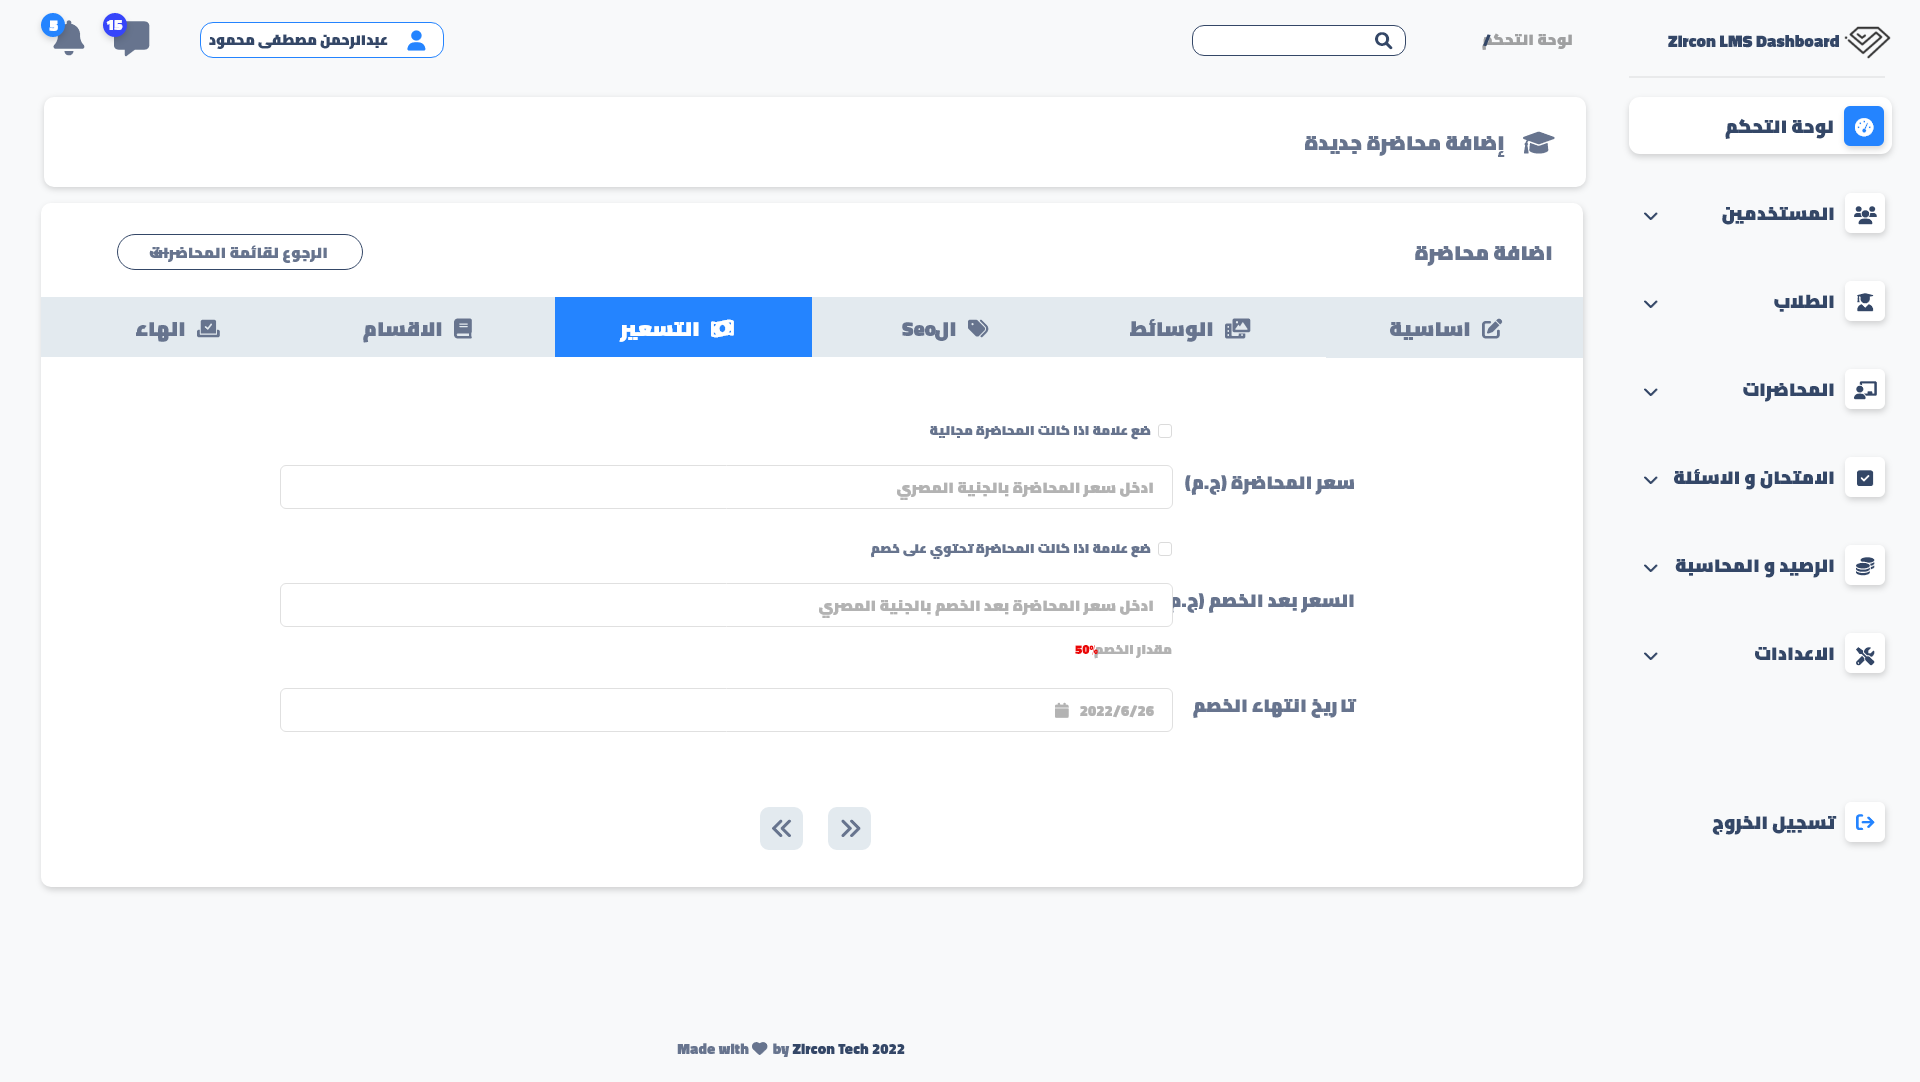 Zircon LMS Dashboard
لوحة التحكم /
عبدالرحمن مصطفى محمود
15
5
لوحة التحكم
المستخدمين
الطلاب
المحاضرات
الامتحان و الاسئلة
الرصيد و المحاسبة
الاعدادات
تسجيل الخروج
إضافة محاضرة جديدة
اضافة محاضرة
الرجوع لقائمة المحاضرات
اساسية
الوسائط
الSeo
التسعير
الاقسام
الهاء
ضع علامة اذا كانت المحاضرة مجالية
سعر المحاضرة (ج.م)
ادخل سعر المحاضرة بالجنية المصري
ضع علامة اذا كانت المحاضرة تحتوي على خصم
السعر بعد الخصم (ج.م
ادخل سعر المحاضرة بعد الخصم بالجنية المصري
مقدار الخصم 50%
تاريخ انتهاء الخصم
2022/6/26
Made with by Zircon Tech 2022